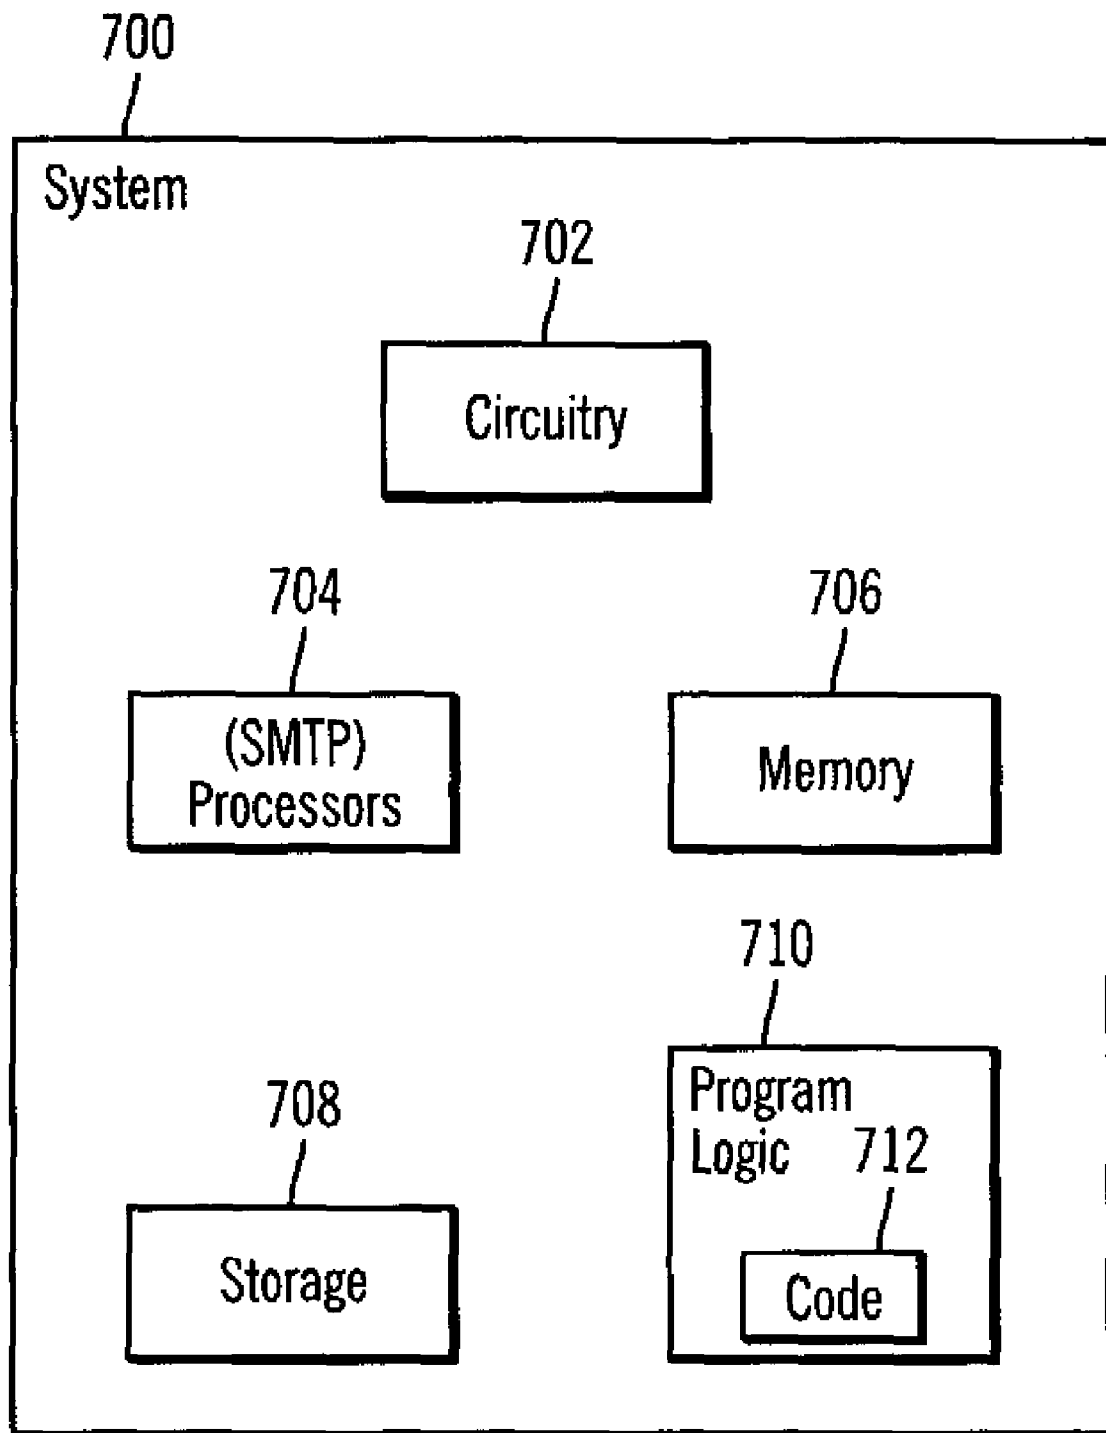 700
System
702
Circuitry
704
706
(SMTP)
Processors
Memory
710
Program
Logic
712
Code
708
Storage